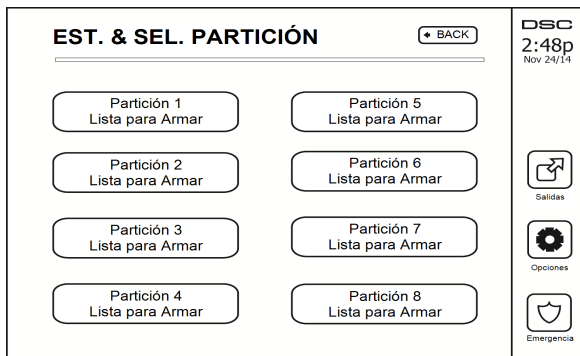 EST. & SEL. PARTICIÓN
BACK
DSC
2:48p
Nov 24/14
Partición 1
Lista para Armar
Partición 5
Lista para Armar
Partición 2
Lista para Armar
Partición 6
Lista para Armar
Partición 3
Lista para Armar
Partición 7
Lista para Armar
Partición 4
Lista para Armar
Partición 8
Lista para Armar
Salidas
Opciones
Emergencia